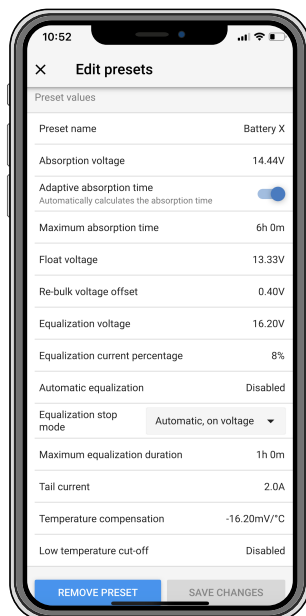 10:52
Edit presets
Preset values
Preset name Battery X
Absorption voltage 14.44V
Adaptive absorption time
Automatically calculates the absorption time
Maximum absorption time 6h 0m
Float voltage 13.33V
Re-bulk voltage offset 0.40V
Equalization voltage 16.20V
Equalization current percentage 8%
Automatic equalization Disabled
Equalization stop
mode Automatic, on voltage
Maximum equalization duration 1h 0m
Tail current 2.0A
Temperature compensation -16.20mV/°C
Low temperature cut-off Disabled
REMOVE PRESET SAVE CHANGES